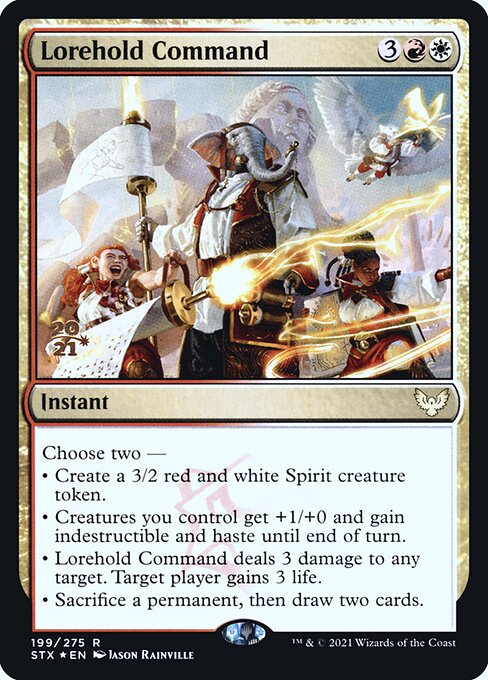 Lorehold Command 3
20
21
Instant
Choose two —
• Create a 3/2 red and white Spirit creature
token.
• Creatures you control get +1/+0 and gain
indestructible and haste until end of turn.
• Lorehold Command deals 3 damage to any
target. Target player gains 3 life.
• Sacrifice a permanent, then draw two cards.
199/275 R
STX ★ EN Jason Rainville
™ & © 2021 Wizards of the Coast